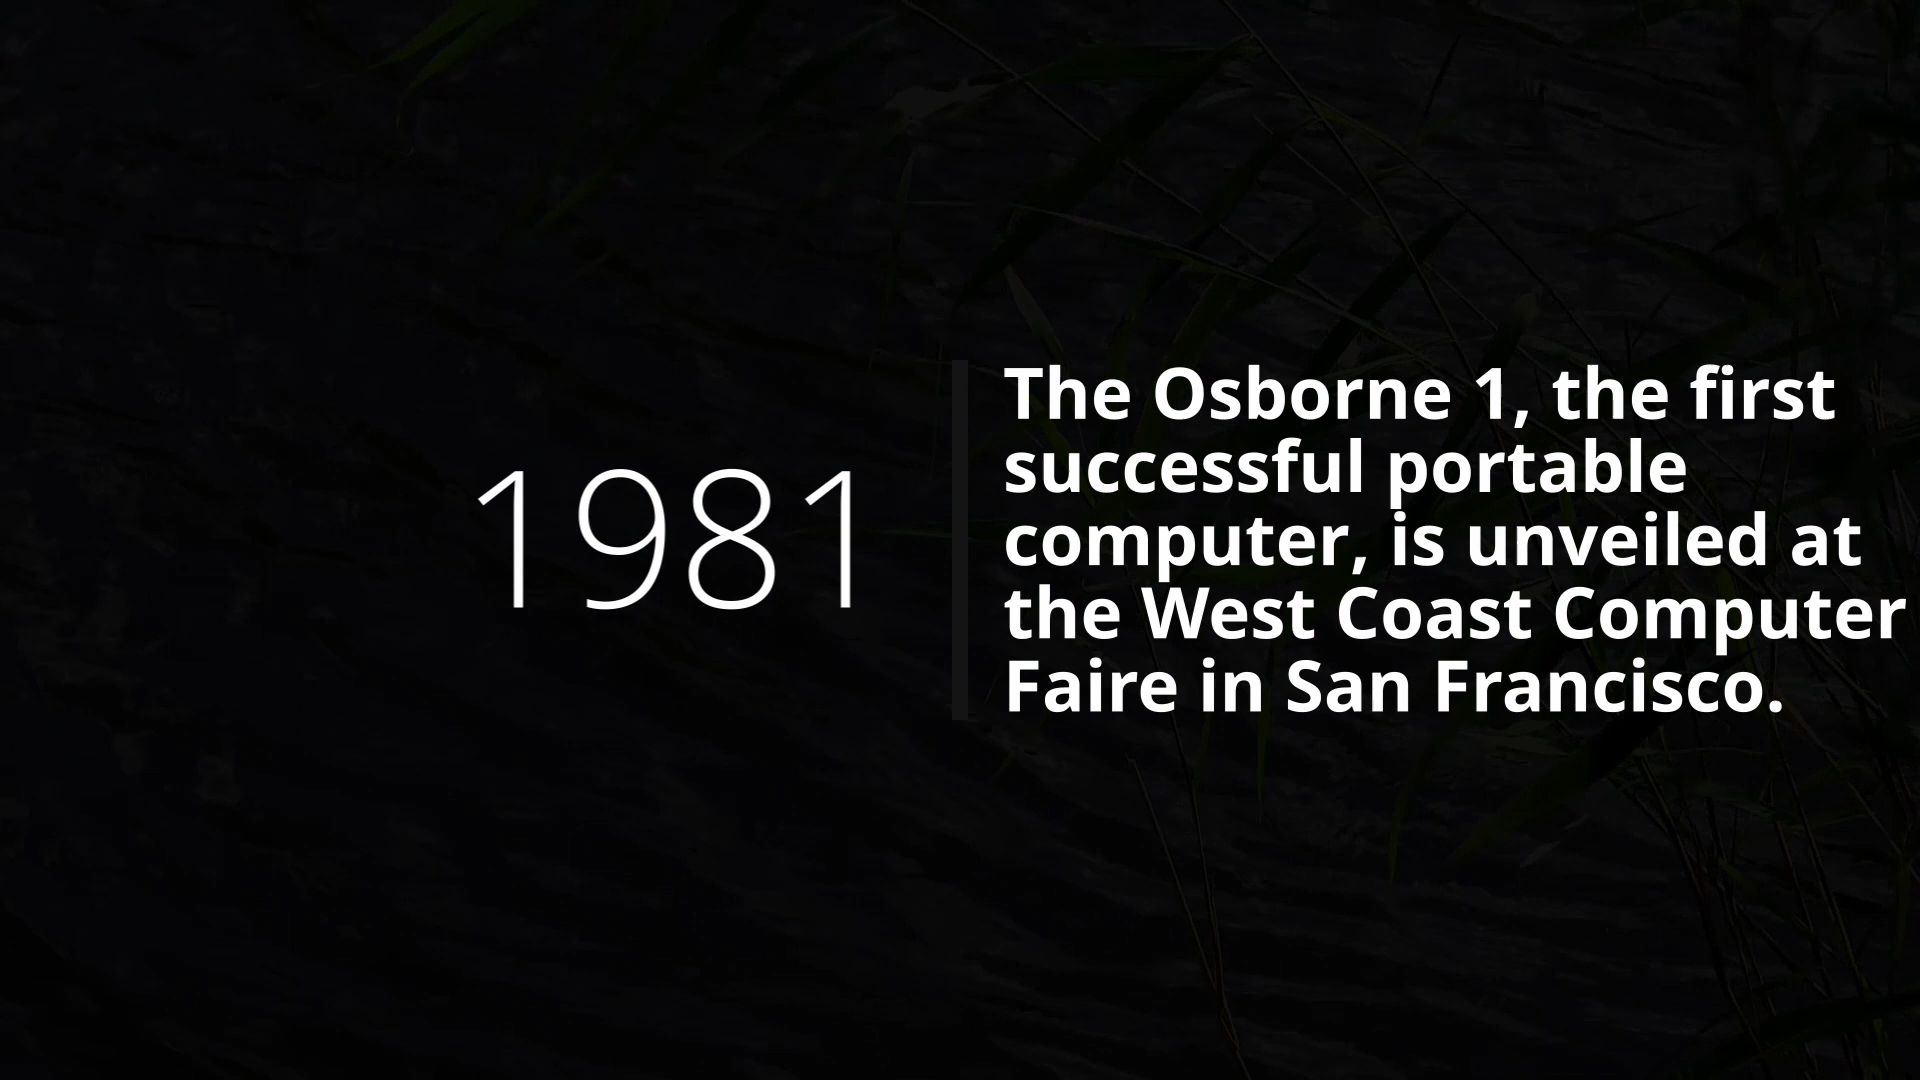 1981
The Osborne 1, the first
successful portable
computer, is unveiled at
the West Coast Computer
Faire in San Francisco.